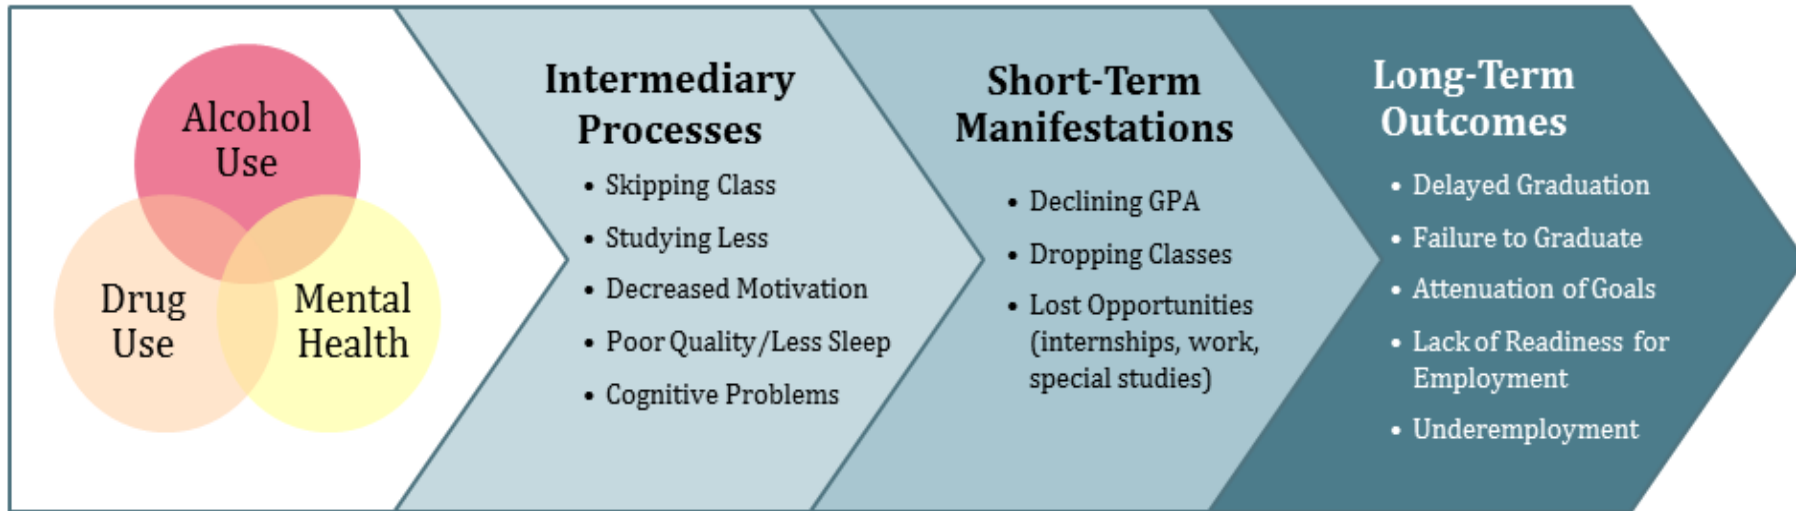 Alcohol
Use
Drug
Use
Mental
Health
Intermediary
Processes
• Skipping Class
• Studying Less
• Decreased Motivation
• Poor Quality/Less Sleep
• Cognitive Problems
Short-Term
Manifestations
• Declining GPA
• Dropping Classes
• Lost Opportunities
(internships, work,
special studies)
Long-Term
Outcomes
• Delayed Graduation
• Failure to Graduate
• Attenuation of Goals
• Lack of Readiness for
Employment
• Underemployment